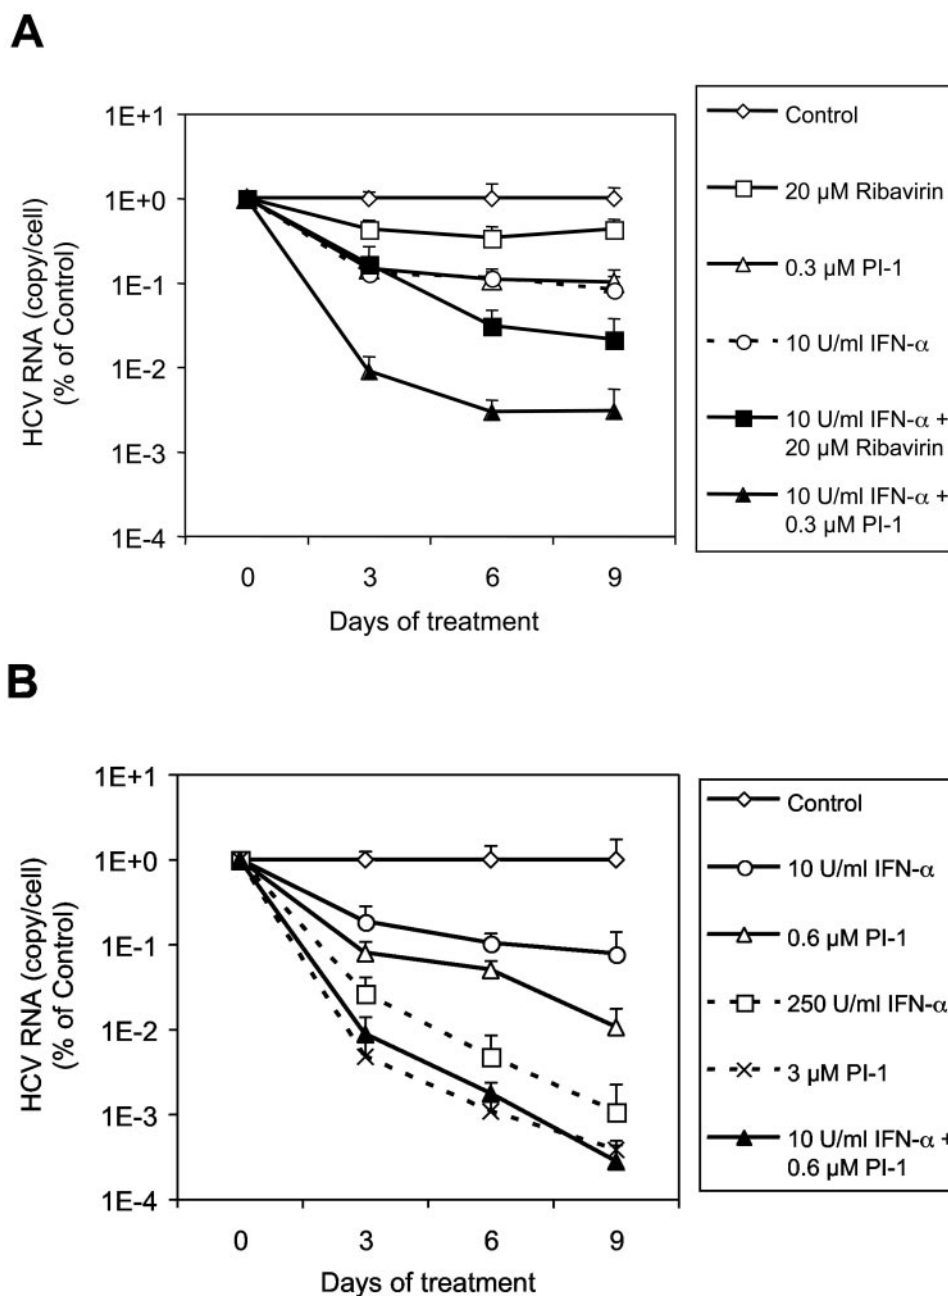 A
HCV RNA (copy/cell)
(% of Control)
1E+1
1E+0
1E-1
1E-2
1E-3
1E-4
0 3 6 9
Days of treatment
Control
20 µM Ribavirin
0.3 µM PI-1
10 U/ml IFN-α
10 U/ml IFN-α +
20 µM Ribavirin
10 U/ml IFN-α +
0.3 µM PI-1
B
HCV RNA (copy/cell)
(% of Control)
1E+1
1E+0
1E-1
1E-2
1E-3
1E-4
0 3 6 9
Days of treatment
Control
10 U/ml IFN-α
0.6 µM PI-1
250 U/ml IFN-α
3 µM PI-1
10 U/ml IFN-α +
0.6 µM PI-1